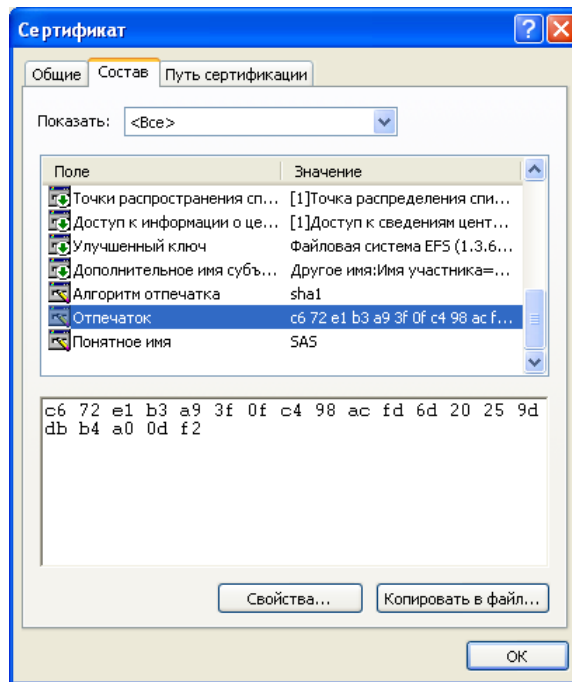 Сертификат
Общие Состав Путь сертификации
Показать: <Все>
Поле Значение
Точки распространения сп... [1]Точка распределения спи...
Доступ к информации о це... [1]Доступ к сведениям цент...
Улучшенный ключ Файловая система EFS (1.3.6...
Дополнительное имя субъ... Другое имя:Имя участника=...
Алгоритм отпечатка sha1
Отпечаток c6 72 e1 b3 a9 3f 0f c4 98 ac f...
Понятное имя SAS
c6 72 e1 b3 a9 3f 0f c4 98 ac fd 6d 20 25 9d
db b4 a0 0d f2
Свойства... Копировать в файл...
ОК